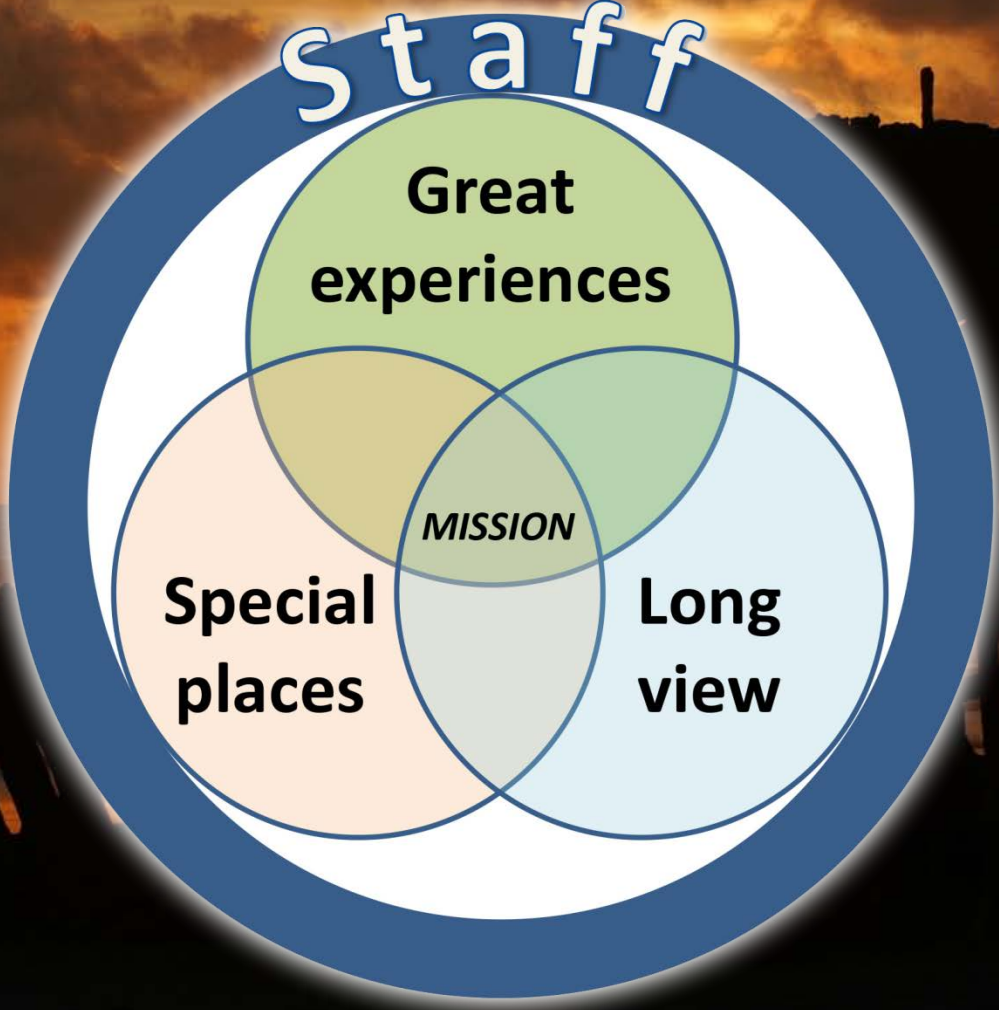 Staff
Great
experiences
MISSION
Special
places
Long
view